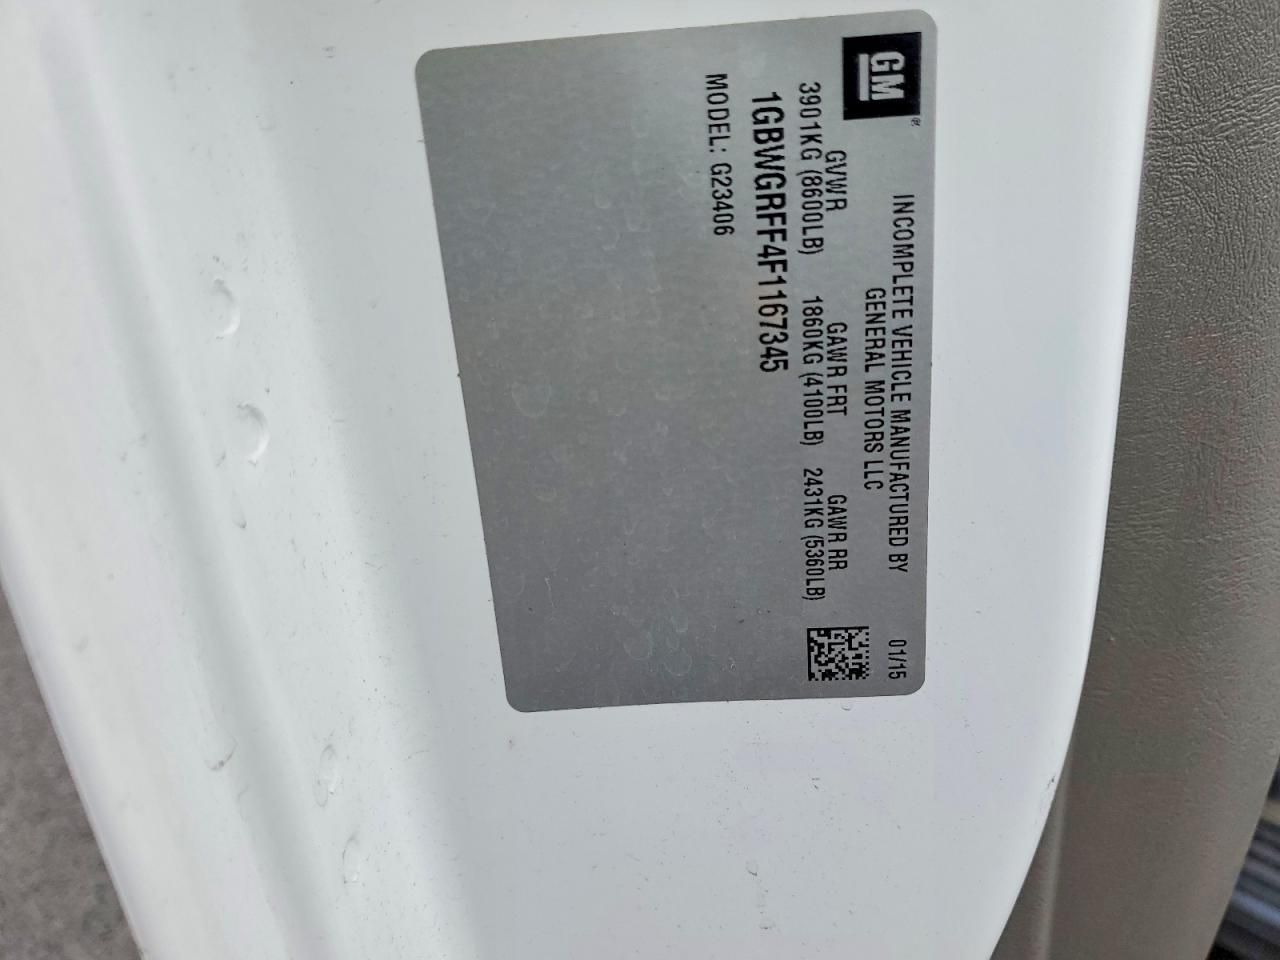 GM®
INCOMPLETE VEHICLE MANUFACTURED BY 01/15
GENERAL MOTORS LLC
GVWR GAWR FRT GAWR RR
3901KG (8600LB) 1860KG (4100LB) 2431KG (5360LB)
1GBWGRFF4F1167345
MODEL: G23406